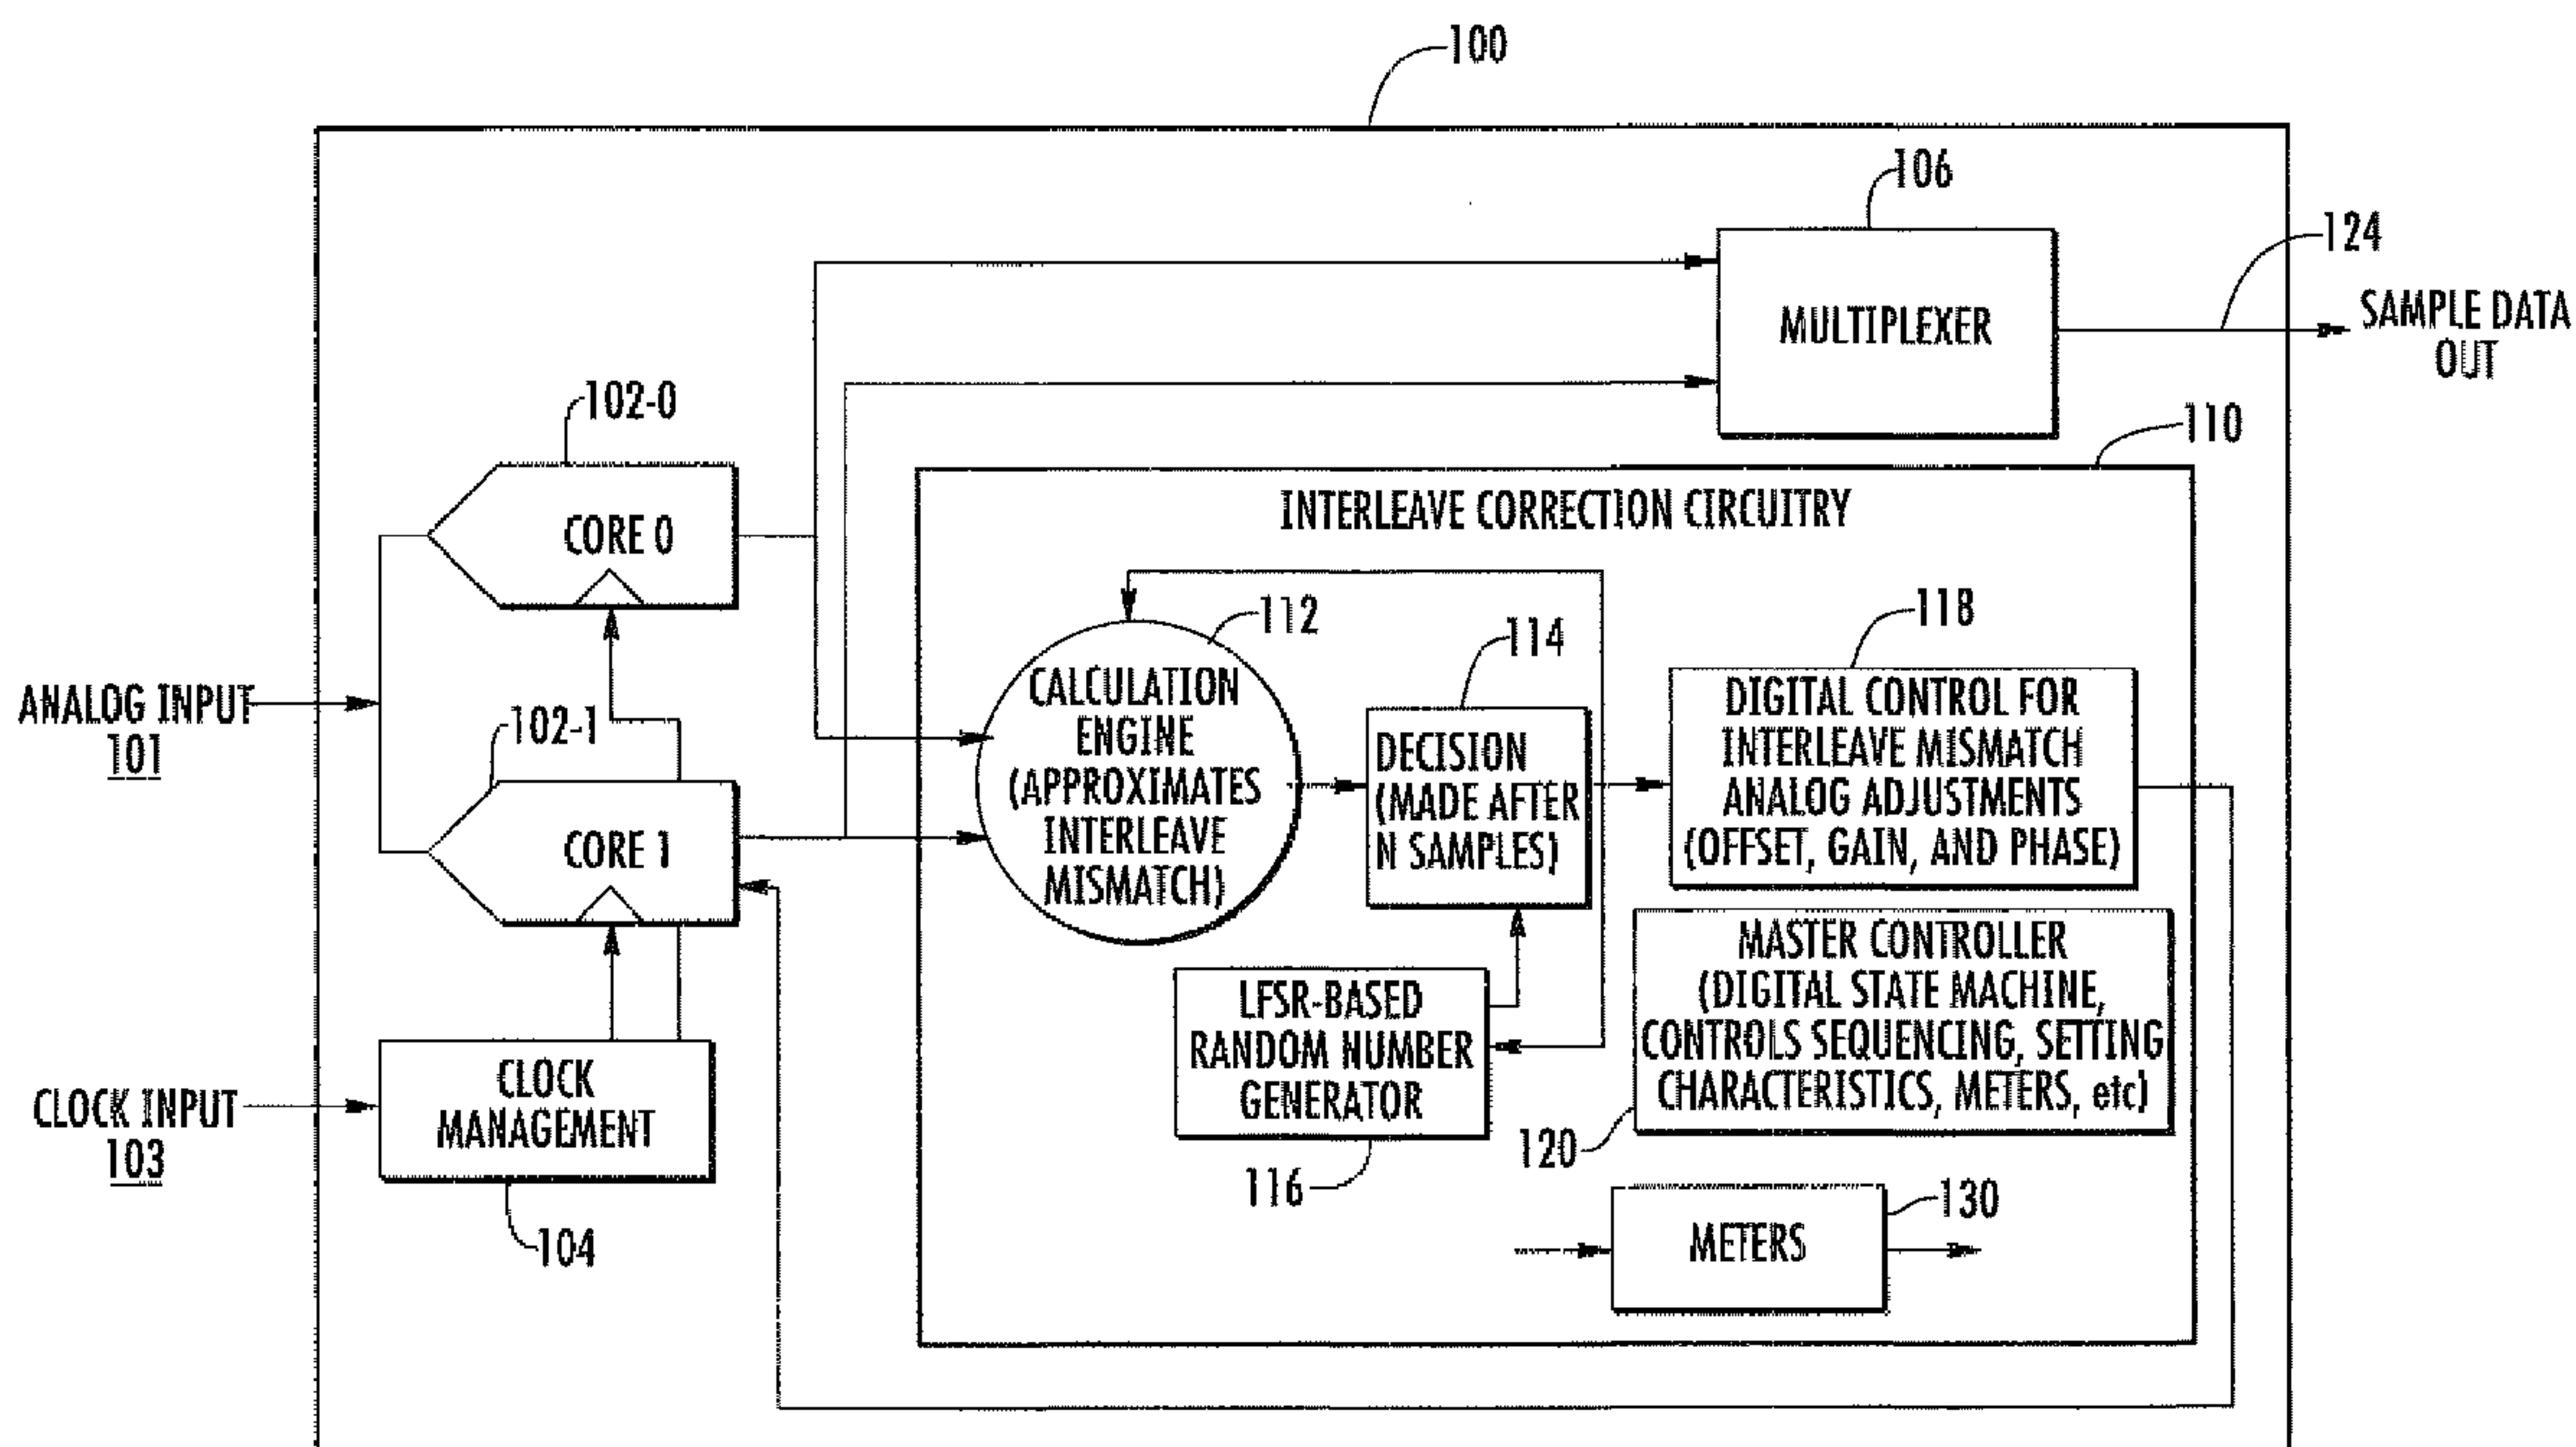 100
106
124
MULTIPLEXER
SAMPLE DATA
OUT
102-0
110
CORE 0
INTERLEAVE CORRECTION CIRCUITRY
112
114
118
ANALOG INPUT
101
102-1
CORE 1
CALCULATION
ENGINE
(APPROXIMATES
INTERLEAVE
MISMATCH)
DECISION
(MADE AFTER
N SAMPLES)
DIGITAL CONTROL FOR
INTERLEAVE MISMATCH
ANALOG ADJUSTMENTS
(OFFSET, GAIN, AND PHASE)
MASTER CONTROLLER
(DIGITAL STATE MACHINE,
CONTROLS SEQUENCING, SETTING
CHARACTERISTICS, METERS, etc)
120
LFSR-BASED
RANDOM NUMBER
GENERATOR
116
CLOCK INPUT
103
CLOCK
MANAGEMENT
104
METERS
130